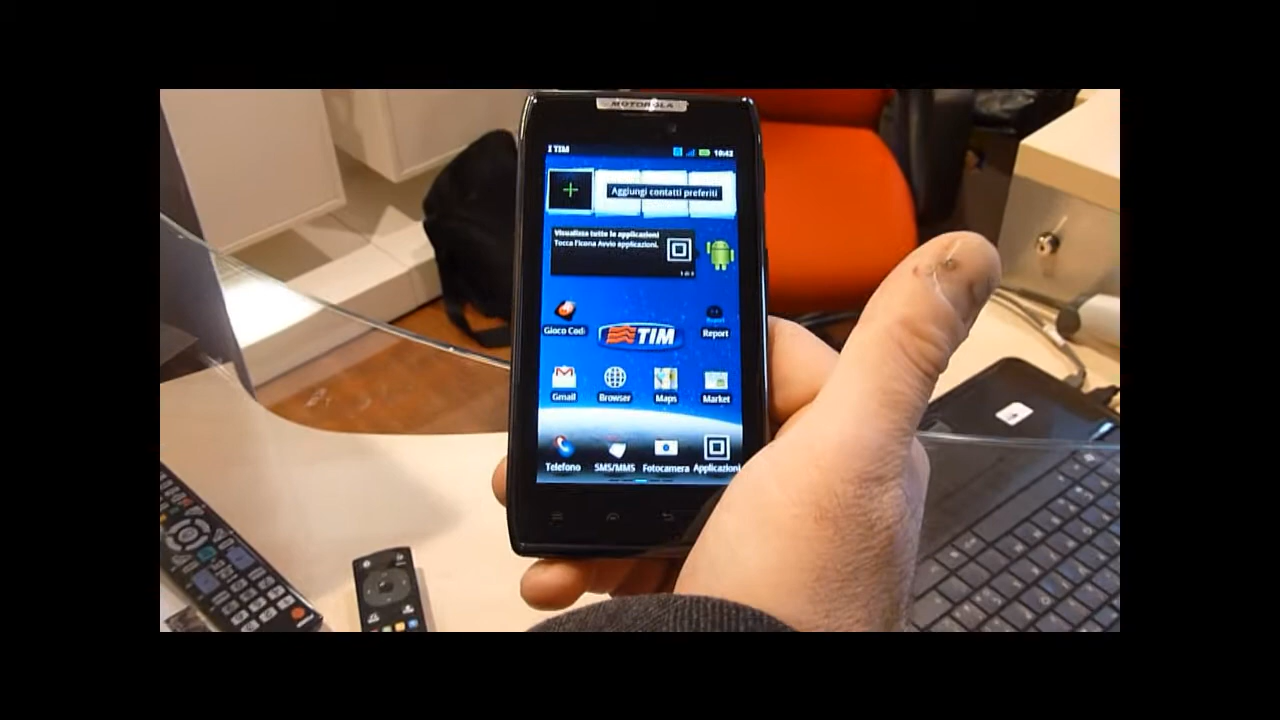 MOTOROLA
I TIM
10:42
Aggiungi contatti preferiti
Visualizza tutte le applicazioni
Tocca l'icona Avvio applicazioni.
Gioco Codi
TIM
Report
Gmail
Browser
Maps
Market
Telefono
SMS/MMS
Fotocamera
Applicazioni